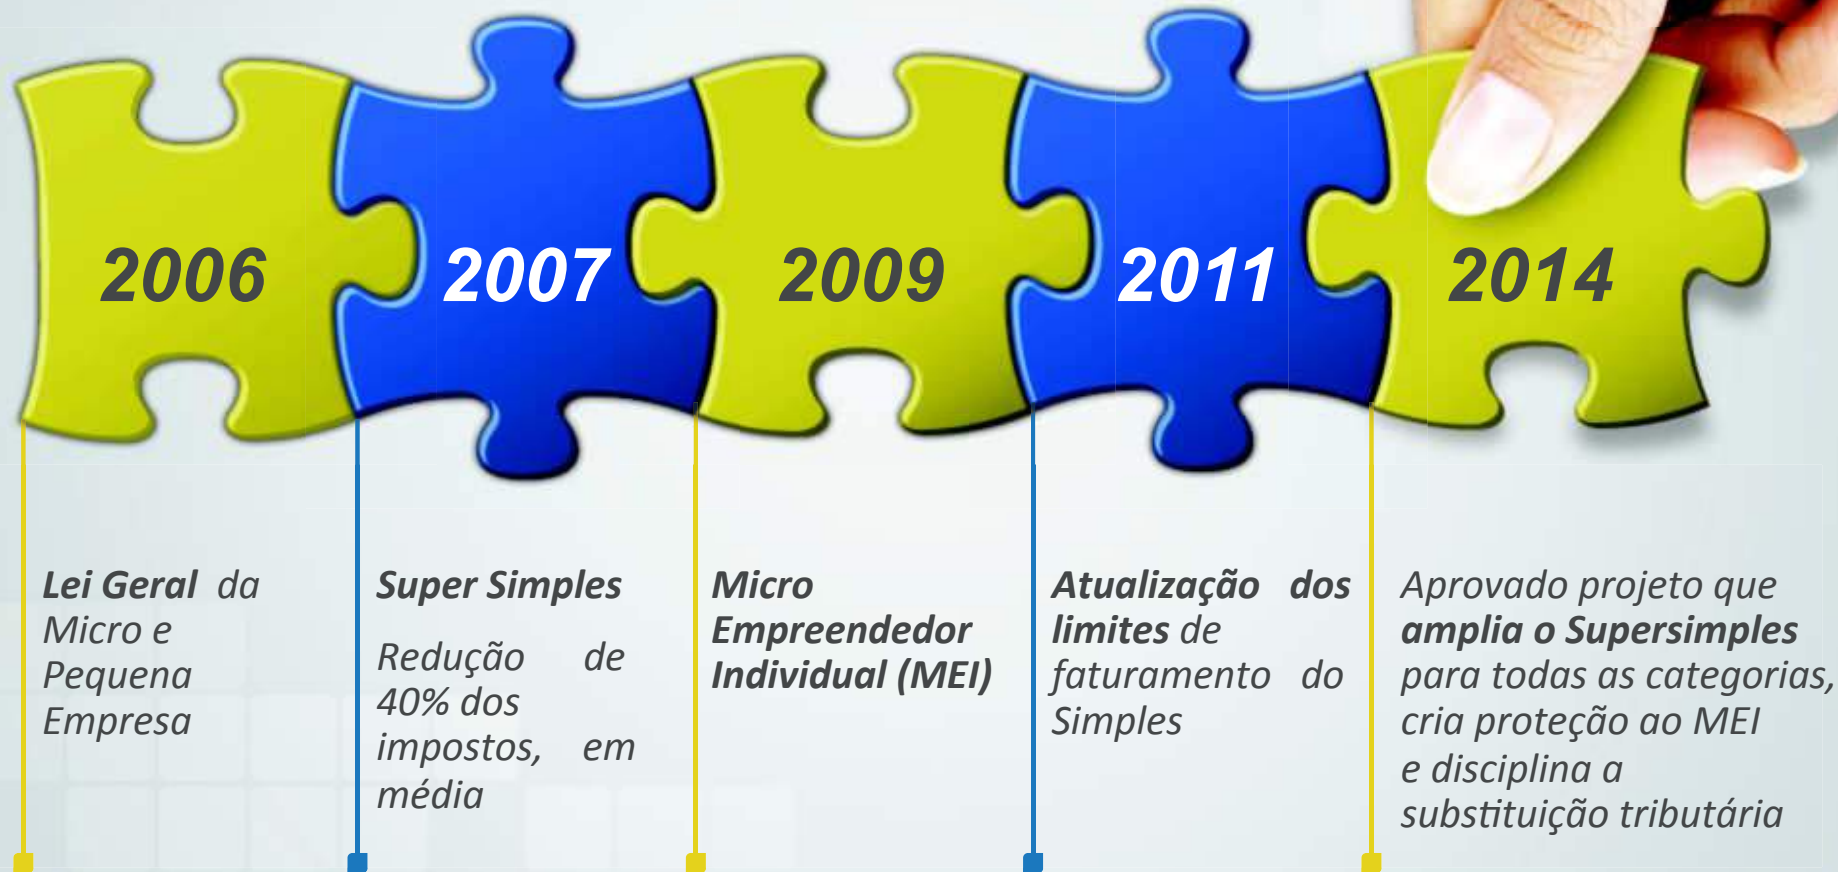 2006
2007
2009
2011
2014
Lei Geral da
Micro e
Pequena
Empresa
Super Simples
Redução de
40% dos
impostos, em
média
Micro
Empreendedor
Individual (MEI)
Atualização dos
limites de
faturamento do
Simples
Aprovado projeto que
amplia o Supersimples
para todas as categorias,
cria proteção ao MEI
e disciplina a
substituição tributária